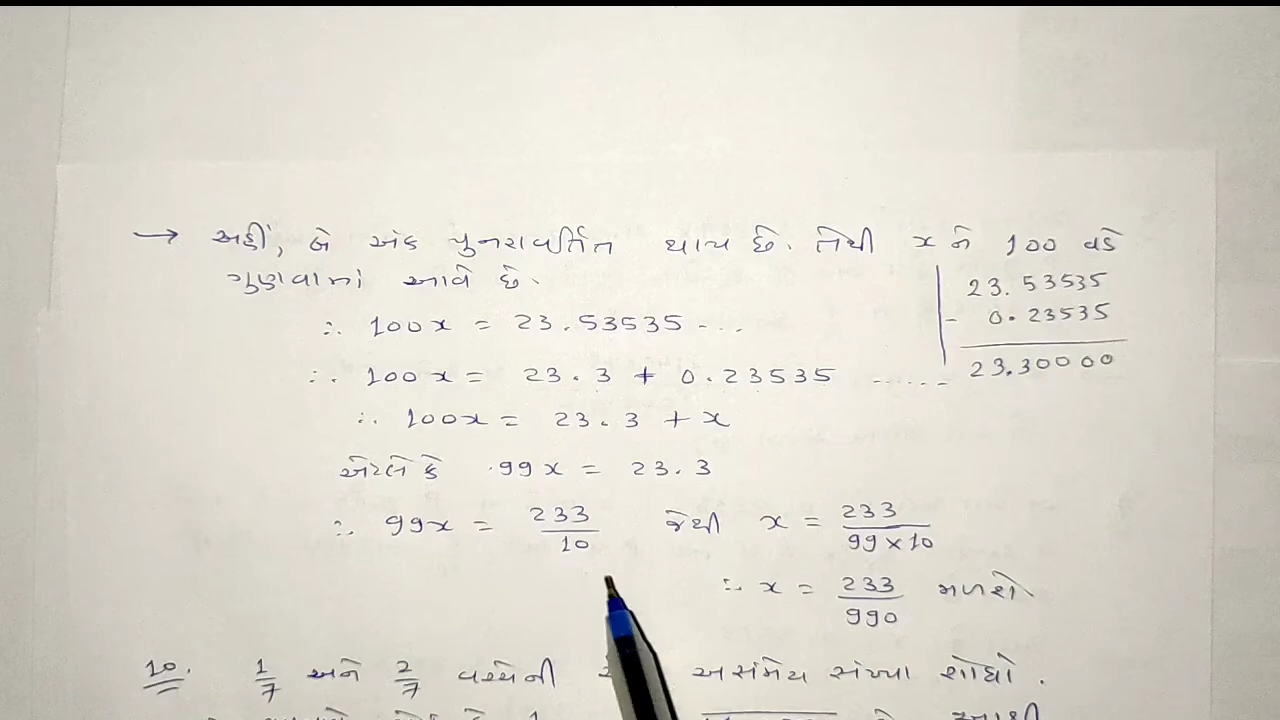 → અહીં, બે અંક પુનરાવર્તિત થાય છે. તેથી x ને 100 વડે
ગુણવામાં આવે છે.
23.53535
- 0.23535
23.30000
∴ 100x = 23.53535 ...
∴ 100x = 23.3 + 0.23535 ......
∴ 100x = 23.3 + x
એટલે કે 99x = 23.3
∴ 99x = 233/10 જેથી x = 233/(99×10)
∴ x = 233/990 મળશે
10. 1/7 અને 2/7 વચ્ચેની અસંમેય સંખ્યા શોધો.